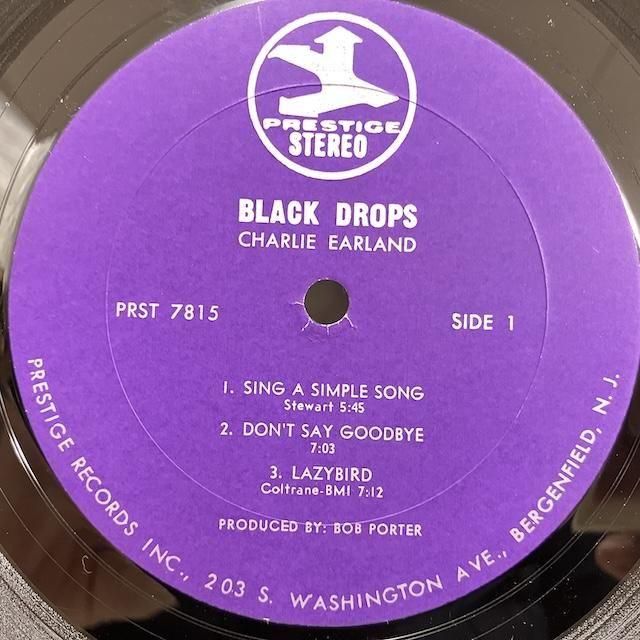 PRESTIGE
STEREO
BLACK DROPS
CHARLIE EARLAND
PRST 7815
SIDE 1
1. SING A SIMPLE SONG
Stewart 5:45
2. DON'T SAY GOODBYE
7:03
3. LAZYBIRD
Coltrane-BMI 7:12
PRODUCED BY: BOB PORTER
PRESTIGE RECORDS INC., 203 S. WASHINGTON AVE., BERGENFIELD, N. J.